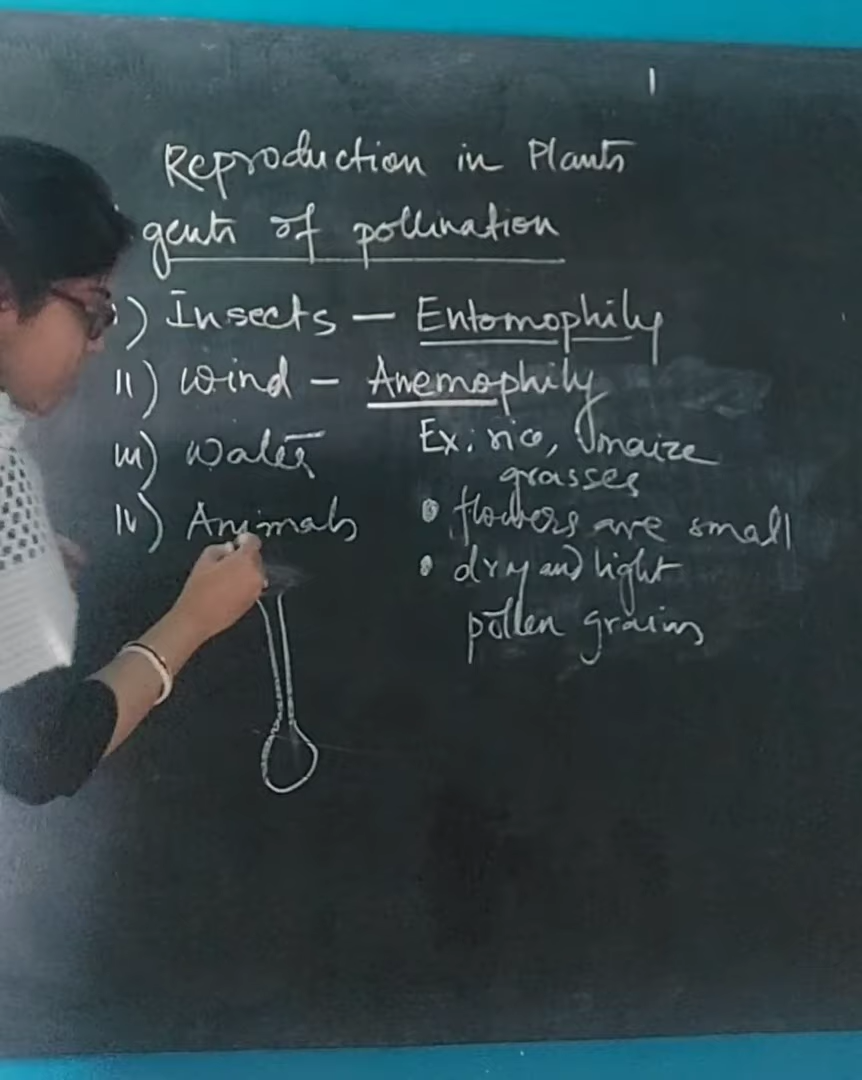 Reproduction in Plants
gents of pollination
) Insects — Entomophily
II) Wind – Anemophily
III) Water
Ex: rice, maize
grasses
IV) Animals
• flowers are small
• dry and light
pollen grains